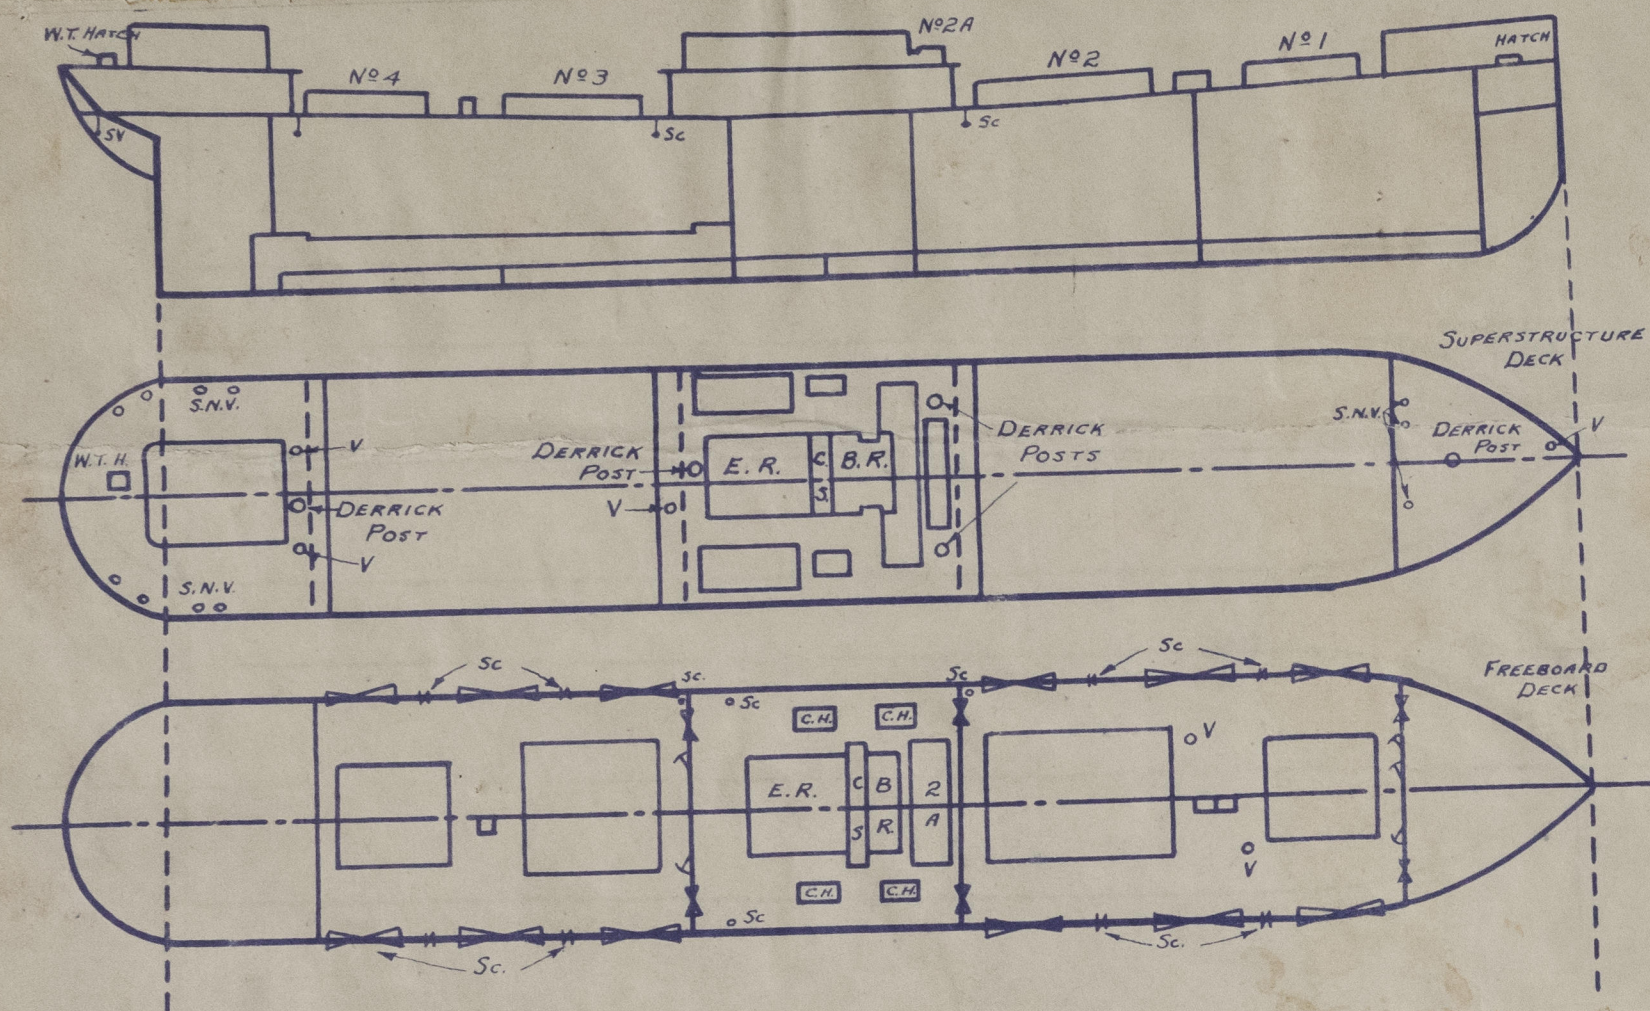 W.T. HATCH
Nº4
Nº3
Nº2A
Nº2
Nº1
HATCH
SV
Sc
Sc
SUPERSTRUCTURE
DECK
S.N.V.
V
W.T.H.
DERRICK
POST
V
S.N.V.
DERRICK
POST
V
E.R.
C.
S.
B.R.
DERRICK
POSTS
S.N.V.
DERRICK
POST
V
FREEBOARD
DECK
Sc
Sc.
Sc
Sc
Sc
C.H.
C.H.
V
E.R.
C
S
B
R.
2
A
V
C.H.
C.H.
Sc
Sc.
Sc.